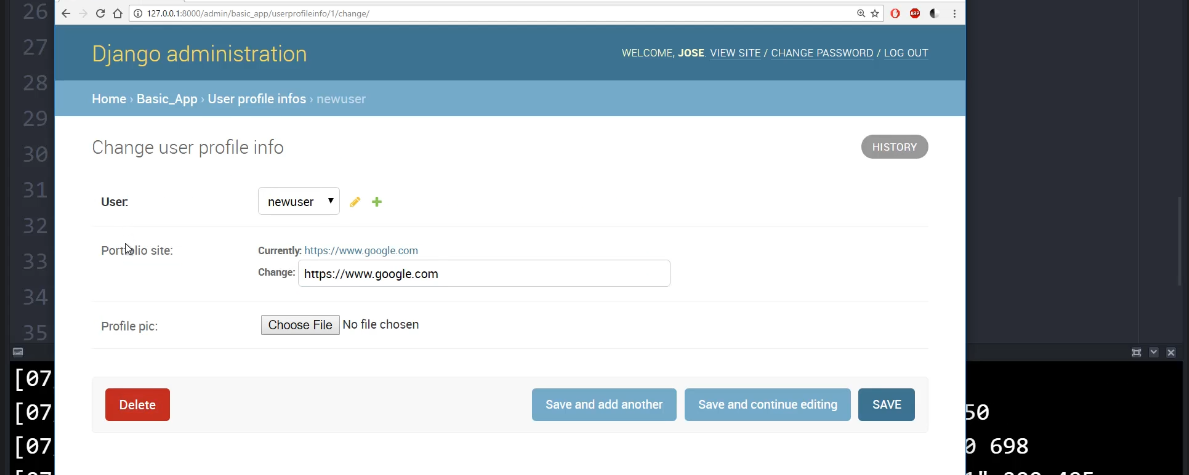 26
127.0.0.1:8000/admin/basic_app/userprofileinfo/1/change/
27
Django administration
WELCOME, JOSE. VIEW SITE / CHANGE PASSWORD / LOG OUT
28
29
Home › Basic_App › User profile infos › newuser
30
Change user profile info
HISTORY
31
User:
newuser
32
Portfolio site:
Currently: https://www.google.com
33
Change: https://www.google.com
34
Profile pic:
Choose File No file chosen
35
[07
Delete
Save and add another
Save and continue editing
SAVE
[07
50
[07
0 698
[07